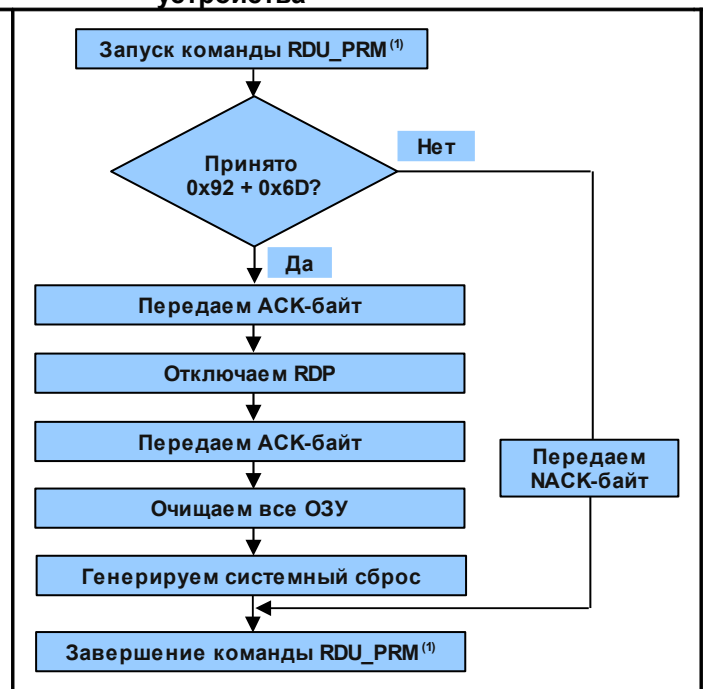 устройства
Запуск команды RDU_PRM (1)
Принято
0x92 + 0x6D?
Нет
Да
Передаем ACK-байт
Отключаем RDP
Передаем ACK-байт
Передаем
NACK-байт
Очищаем все ОЗУ
Генерируем системный сброс
Завершение команды RDU_PRM (1)